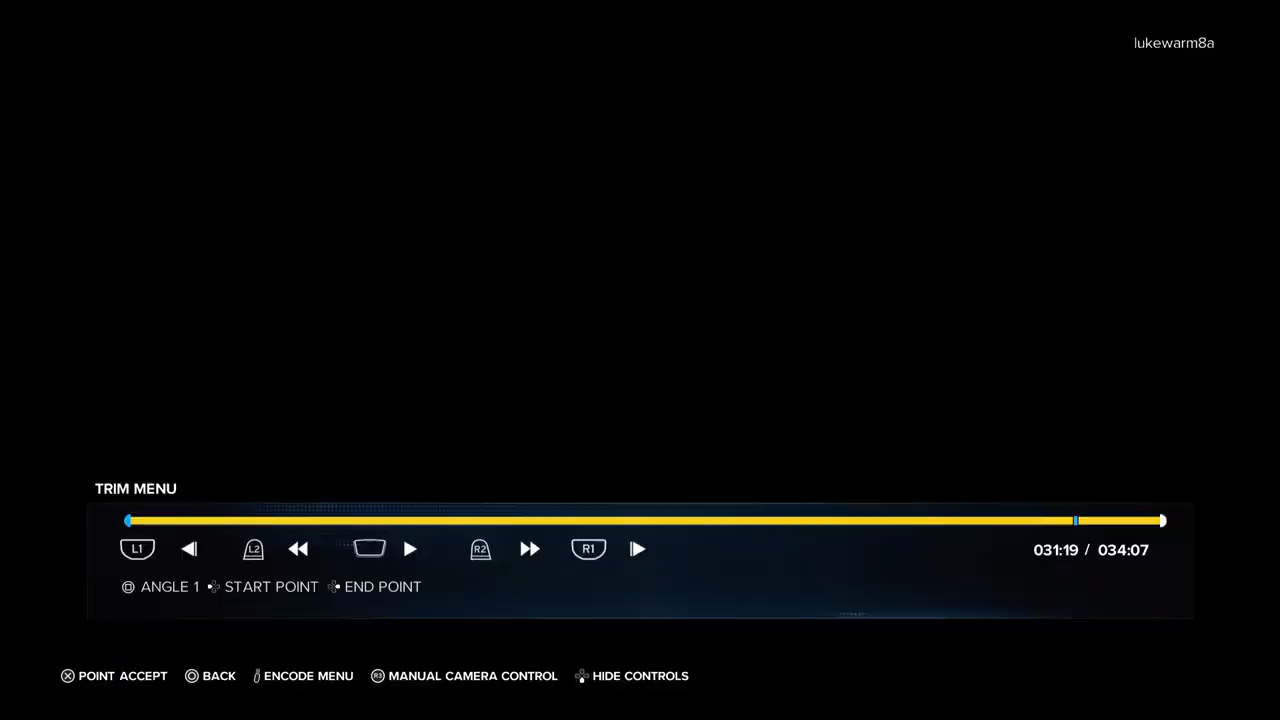 lukewarm8a
TRIM MENU
L1 L2 R2 R1 031:19 / 034:07
ANGLE 1 START POINT END POINT
POINT ACCEPT BACK ENCODE MENU R3 MANUAL CAMERA CONTROL HIDE CONTROLS